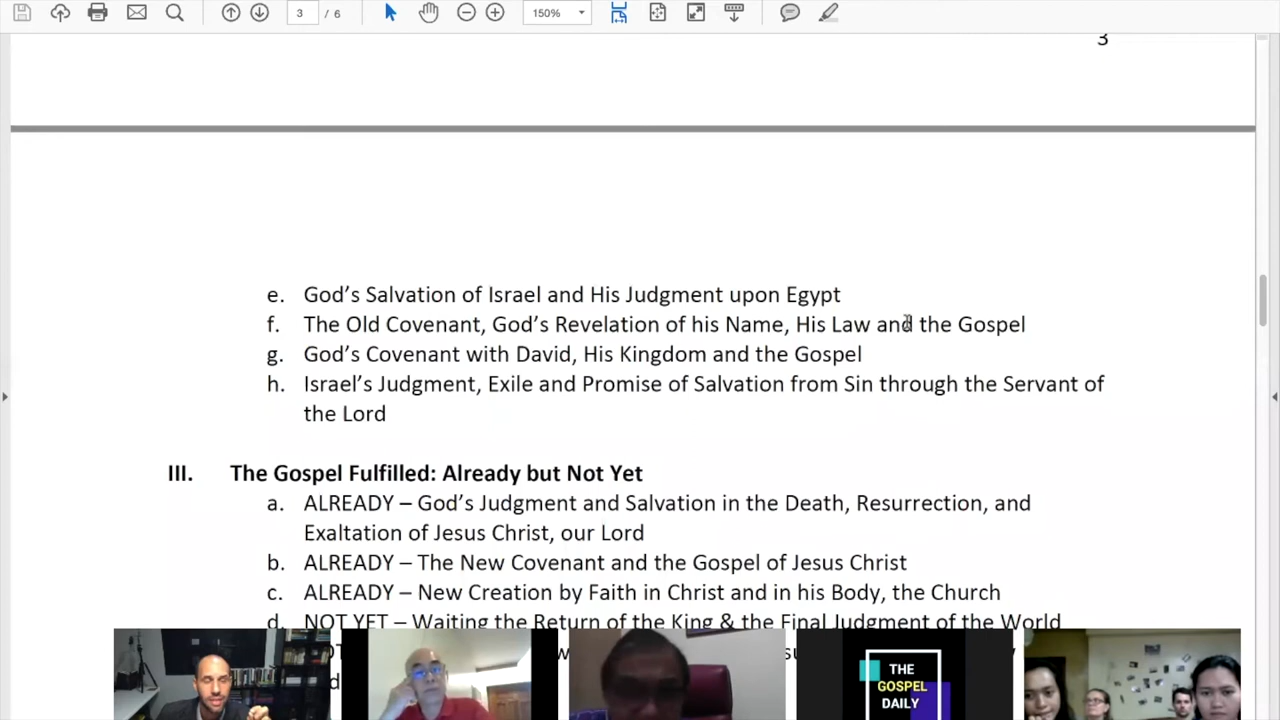 3 / 6
150%
3
e. God's Salvation of Israel and His Judgment upon Egypt
f. The Old Covenant, God's Revelation of his Name, His Law and the Gospel
g. God's Covenant with David, His Kingdom and the Gospel
h. Israel's Judgment, Exile and Promise of Salvation from Sin through the Servant of
the Lord
III. The Gospel Fulfilled: Already but Not Yet
a. ALREADY – God's Judgment and Salvation in the Death, Resurrection, and
Exaltation of Jesus Christ, our Lord
b. ALREADY – The New Covenant and the Gospel of Jesus Christ
c. ALREADY – New Creation by Faith in Christ and in his Body, the Church
d. NOT YET – Waiting the Return of the King & the Final Judgment of the World
THE
GOSPEL
DAILY